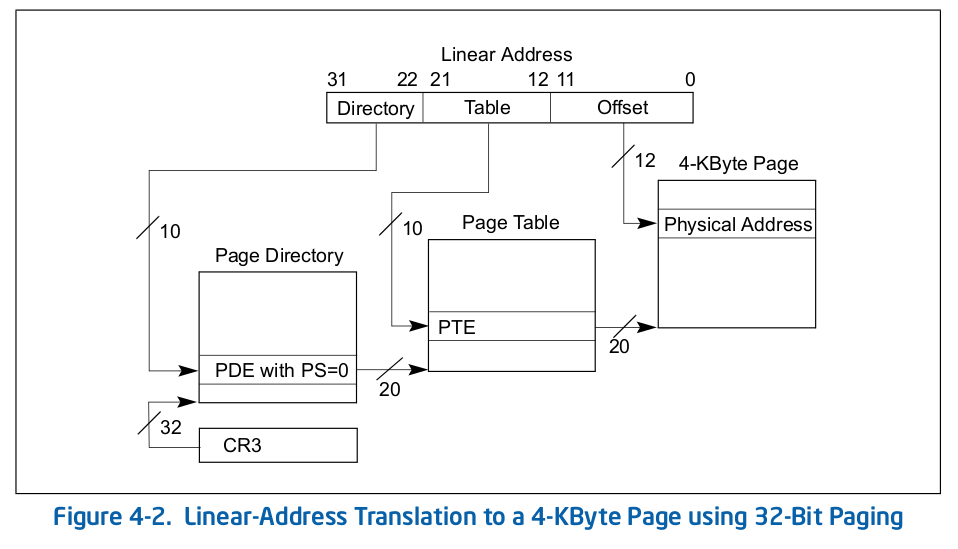 Linear Address
31 22 21 12 11 0
Directory Table Offset
12
4-KByte Page
Physical Address
10
10
Page Table
Page Directory
PTE
20
PDE with PS=0
20
32
CR3
Figure 4-2. Linear-Address Translation to a 4-KByte Page using 32-Bit Paging